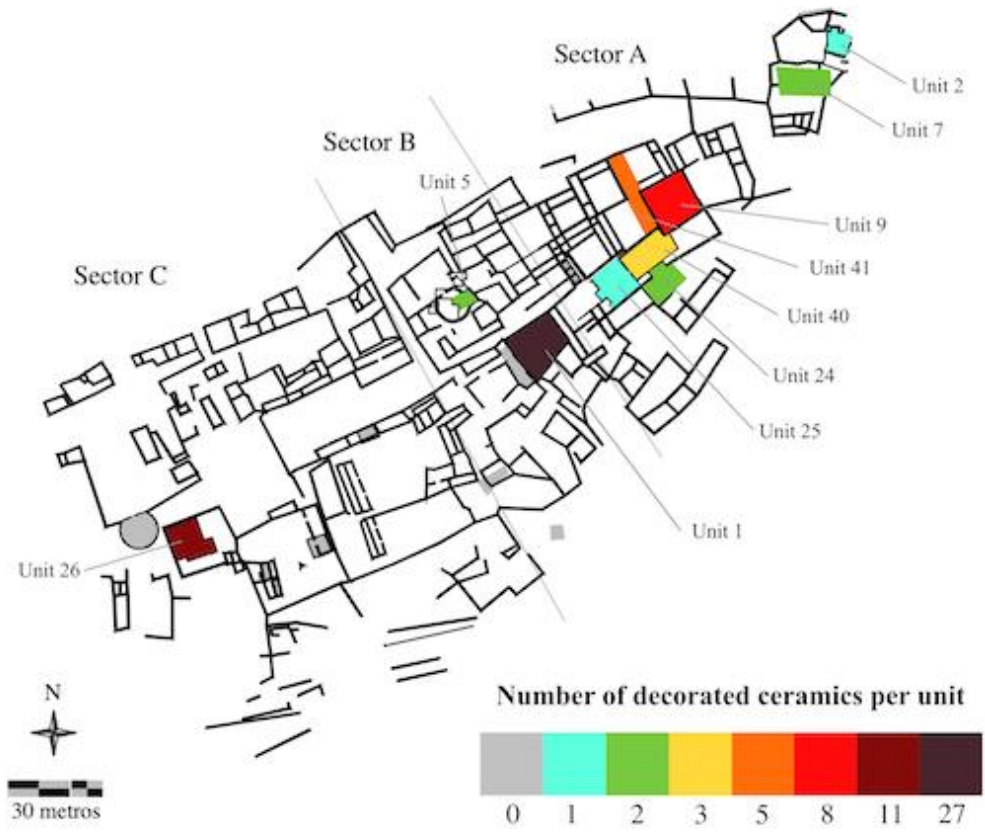 Sector A
Unit 2
Unit 7
Sector B
Unit 5
Unit 9
Sector C
Unit 41
Unit 40
Unit 24
Unit 25
Unit 1
Unit 26
N
30 metros
Number of decorated ceramics per unit
0 1 2 3 5 8 11 27